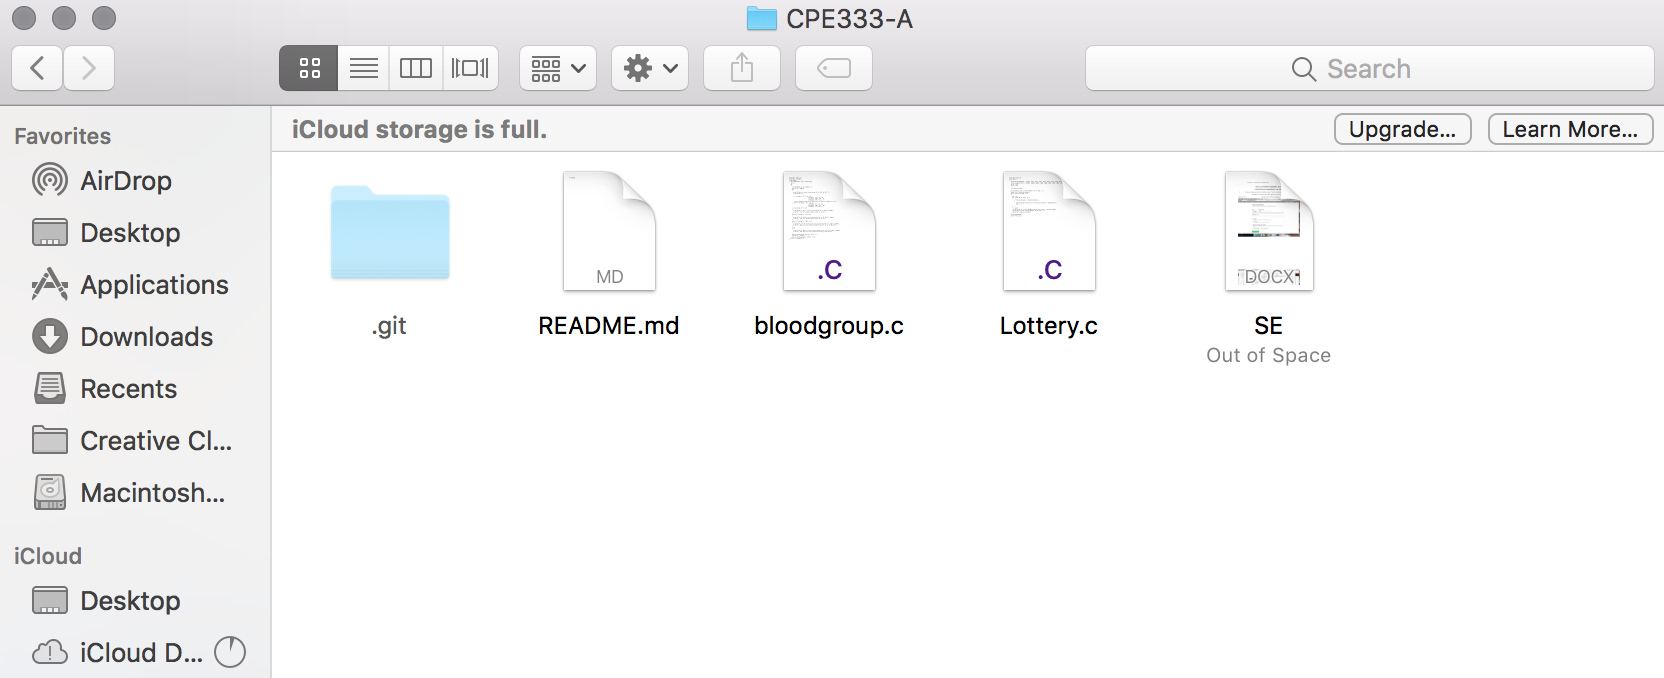 CPE333-A
Search
Favorites
AirDrop
Desktop
Applications
Downloads
Recents
Creative Cl...
Macintosh...
iCloud
Desktop
iCloud D...
iCloud storage is full.
Upgrade...
Learn More...
MD
.C
.C
DOCX
.git
README.md
bloodgroup.c
Lottery.c
SE
Out of Space